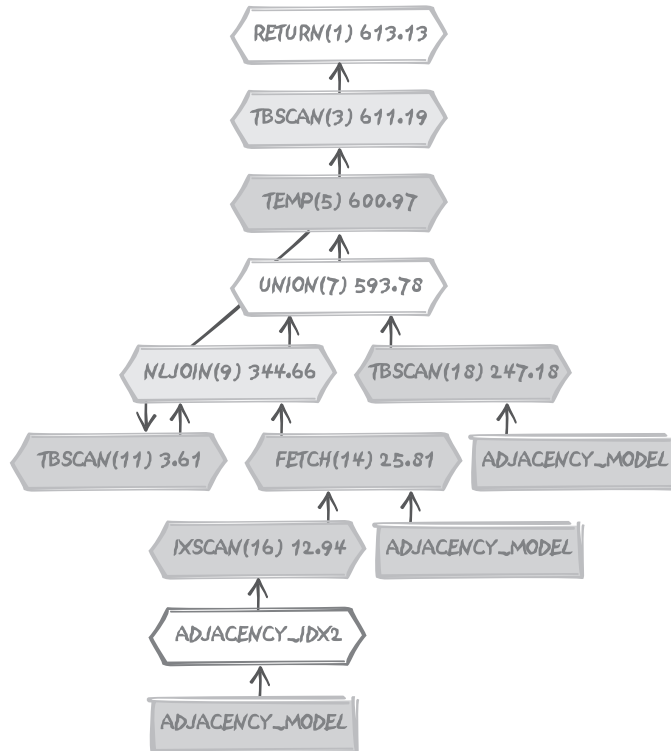 RETURN(1) 613.13
TBSCAN(3) 611.19
TEMP(5) 600.97
UNION(7) 593.78
NLJOIN(9) 344.66
TBSCAN(18) 247.18
TBSCAN(11) 3.61
FETCH(14) 25.81
ADJACENCY_MODEL
IXSCAN(16) 12.94
ADJACENCY_MODEL
ADJACENCY_IDX2
ADJACENCY_MODEL